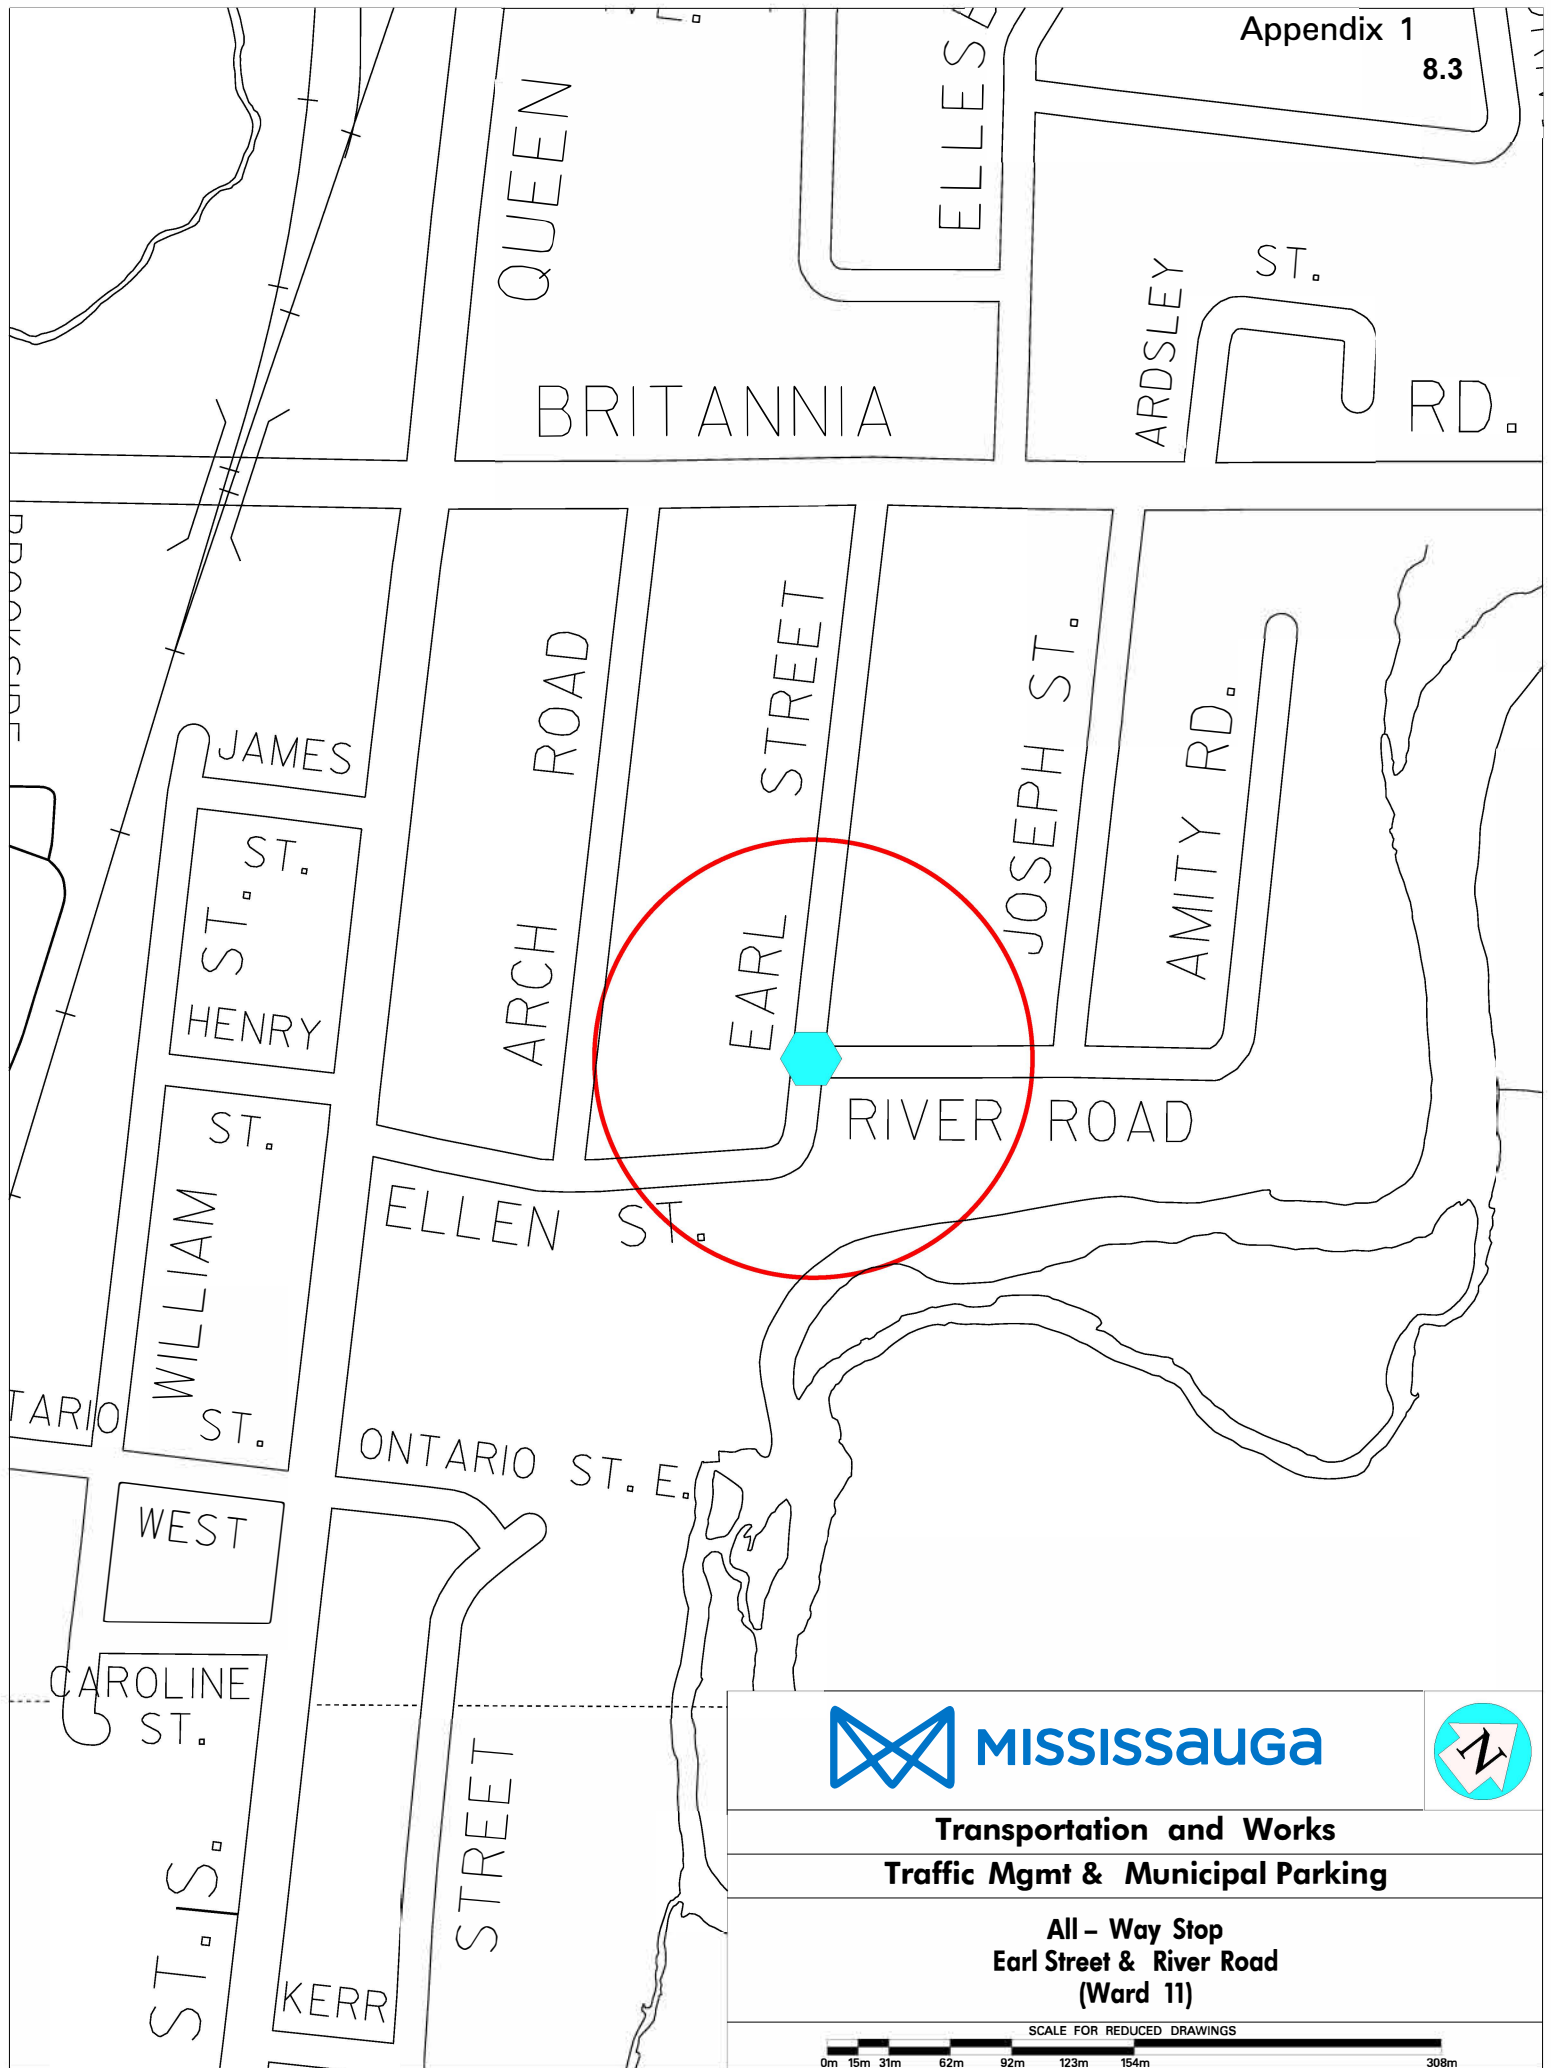 Appendix 1
8.3
QUEEN
ST.
ARDSLEY
BRITANNIA
RD.
ROAD
STREET
JOSEPH ST.
AMITY RD.
JAMES
ST.
ST.
ARCH
EARL
HENRY
RIVER ROAD
ST.
ELLEN ST.
WILLIAM
ST.
ONTARIO ST. E.
WEST
CAROLINE
ST.
STREET
ST. S.
KERR
MISSISSAUGA
N
Transportation and Works
Traffic Mgmt & Municipal Parking
All – Way Stop
Earl Street & River Road
(Ward 11)
SCALE FOR REDUCED DRAWINGS
0m 15m 31m 62m 92m 123m 154m 308m